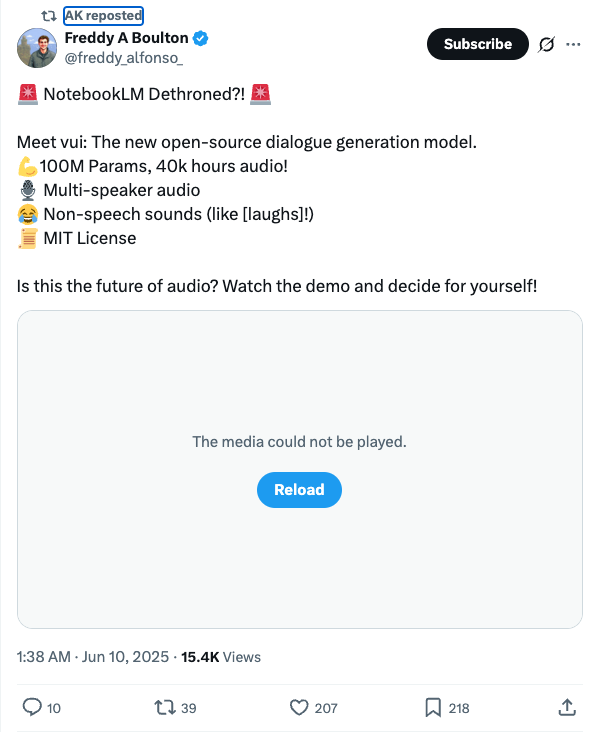 AK reposted
Freddy A Boulton
@freddy_alfonso_
Subscribe
🚨 NotebookLM Dethroned?! 🚨
Meet vui: The new open-source dialogue generation model.
💪100M Params, 40k hours audio!
🎙️ Multi-speaker audio
😂 Non-speech sounds (like [laughs]!)
📜 MIT License
Is this the future of audio? Watch the demo and decide for yourself!
The media could not be played.
Reload
1:38 AM · Jun 10, 2025 · 15.4K Views
10 39 207 218